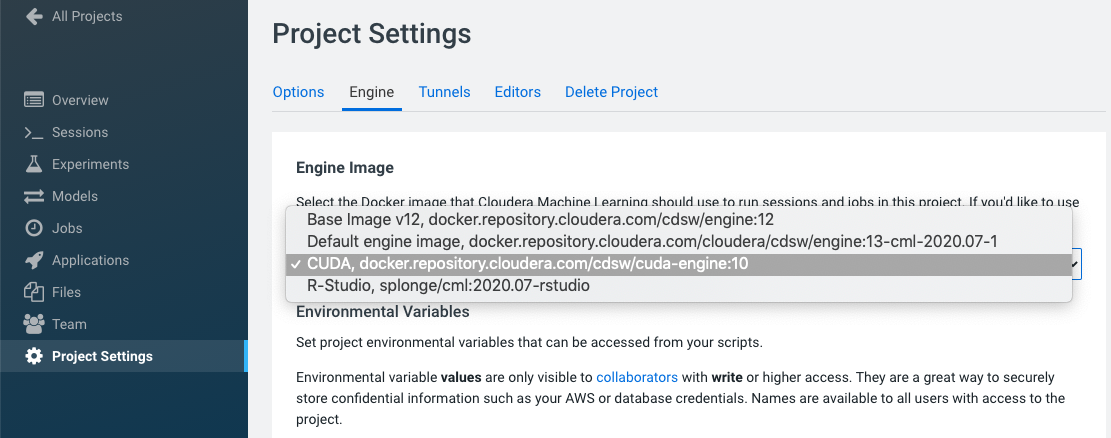 All Projects
Overview
Sessions
Experiments
Models
Jobs
Applications
Files
Team
Project Settings
Project Settings
Options Engine Tunnels Editors Delete Project
Engine Image
Select the Docker image that Cloudera Machine Learning should use to run sessions and jobs in this project. If you'd like to use
Base Image v12, docker.repository.cloudera.com/cdsw/engine:12
Default engine image, docker.repository.cloudera.com/cloudera/cdsw/engine:13-cml-2020.07-1
✓ CUDA, docker.repository.cloudera.com/cdsw/cuda-engine:10
R-Studio, splonge/cml:2020.07-rstudio
Environmental Variables
Set project environmental variables that can be accessed from your scripts.
Environmental variable values are only visible to collaborators with write or higher access. They are a great way to securely
store confidential information such as your AWS or database credentials. Names are available to all users with access to the
project.